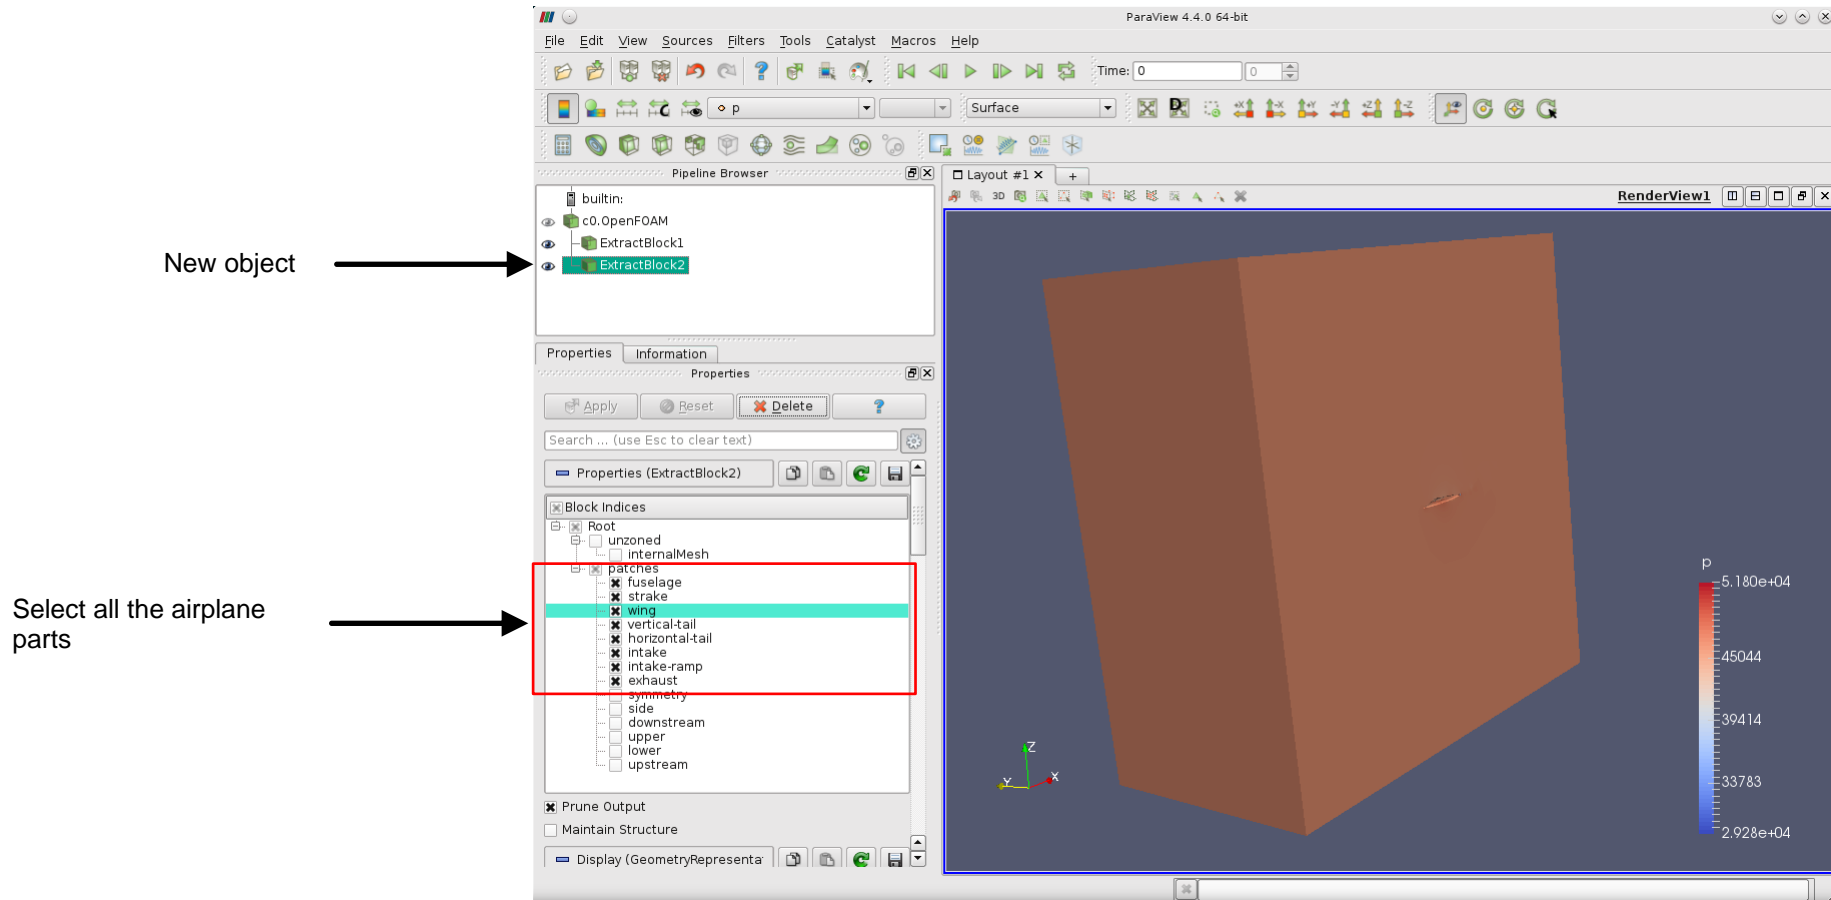 ParaView 4.4.0 64-bit
File Edit View Sources Filters Tools Catalyst Macros Help
Time: 0 0
p Surface
Pipeline Browser
Layout #1
3D
RenderView1
builtin:
c0.OpenFOAM
ExtractBlock1
ExtractBlock2
New object
Properties Information
Properties
Apply Reset Delete ?
Search ... (use Esc to clear text)
Properties (ExtractBlock2)
Block Indices
Root
unzoned
internalMesh
patches
fuselage
strake
wing
vertical-tail
horizontal-tail
intake
intake-ramp
exhaust
symmetry
side
downstream
upper
lower
upstream
Select all the airplane
parts
Prune Output
Maintain Structure
Display (GeometryRepresenta
p
5.180e+04
45044
39414
33783
2.928e+04
Z
Y
X